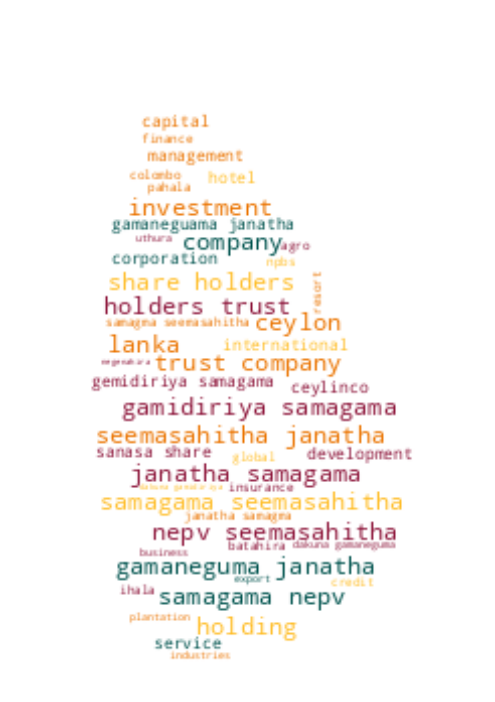 capital
finance
management
colombo hotel
pahala
investment
gamaneguama janatha
uthura company agro
corporation npbs
share holders resort
holders trust
samagma seemasahitha ceylon
lanka international
trust company
gemidiriya samagama ceylinco
gamidiriya samagama
seemasahitha janatha
sanasa share global development
janatha samagama
insurance
samagama seemasahitha
janatha samagma
nepv seemasahitha
batahira dakuna gamaneguma
business
gamaneguma janatha
export credit
ihala samagama nepv
plantation holding
service
industries